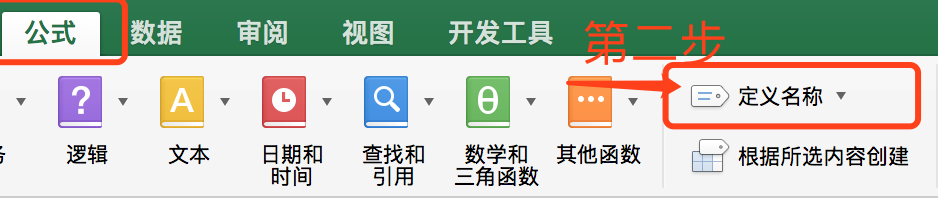 公式 数据 审阅 视图 开发工具 第二步
定义名称
务 逻辑 文本 日期和 查找和 数学和 其他函数 根据所选内容创建
时间 引用 三角函数